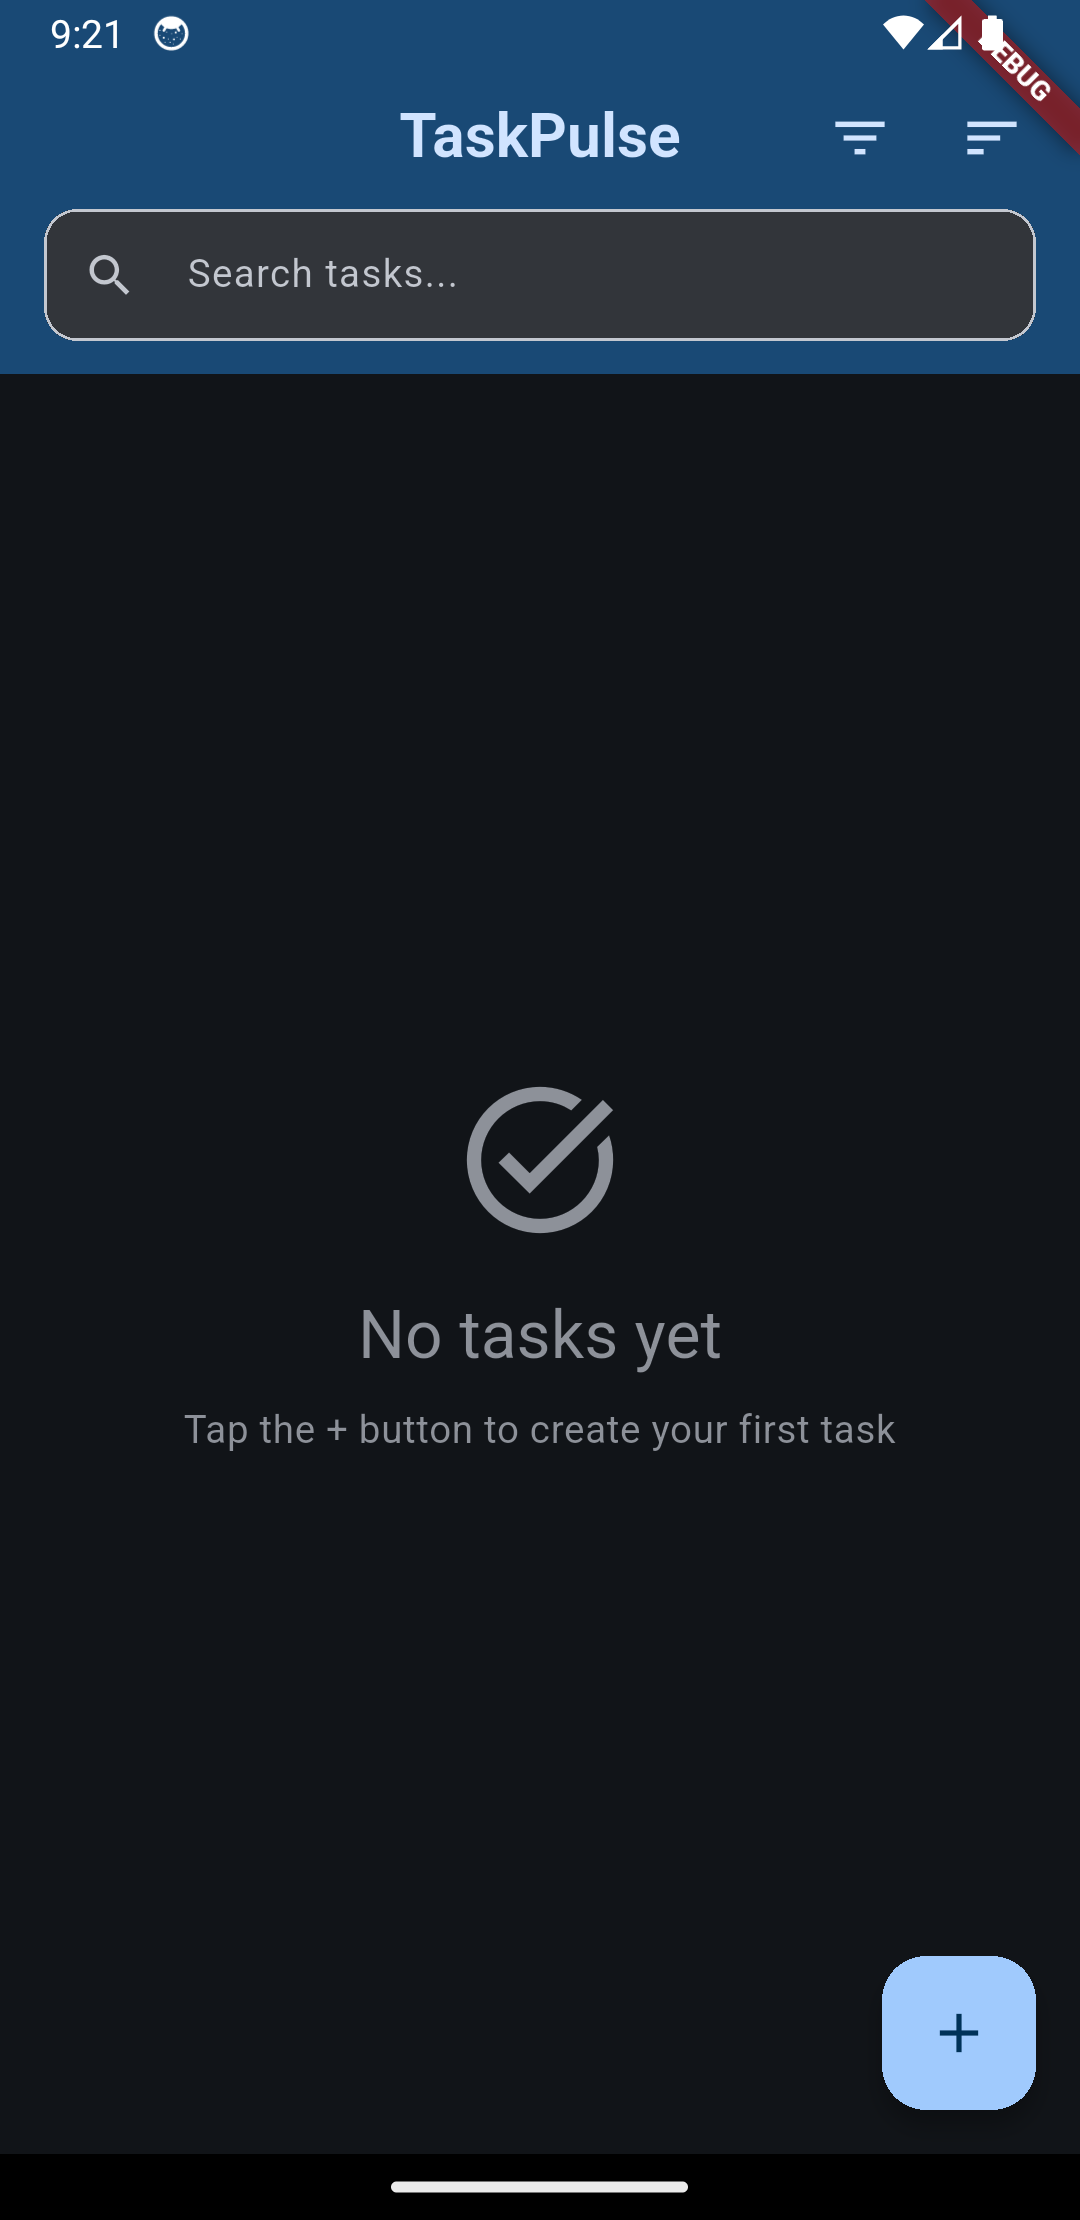 9:21
EBUG
TaskPulse
Search tasks...
No tasks yet
Tap the + button to create your first task